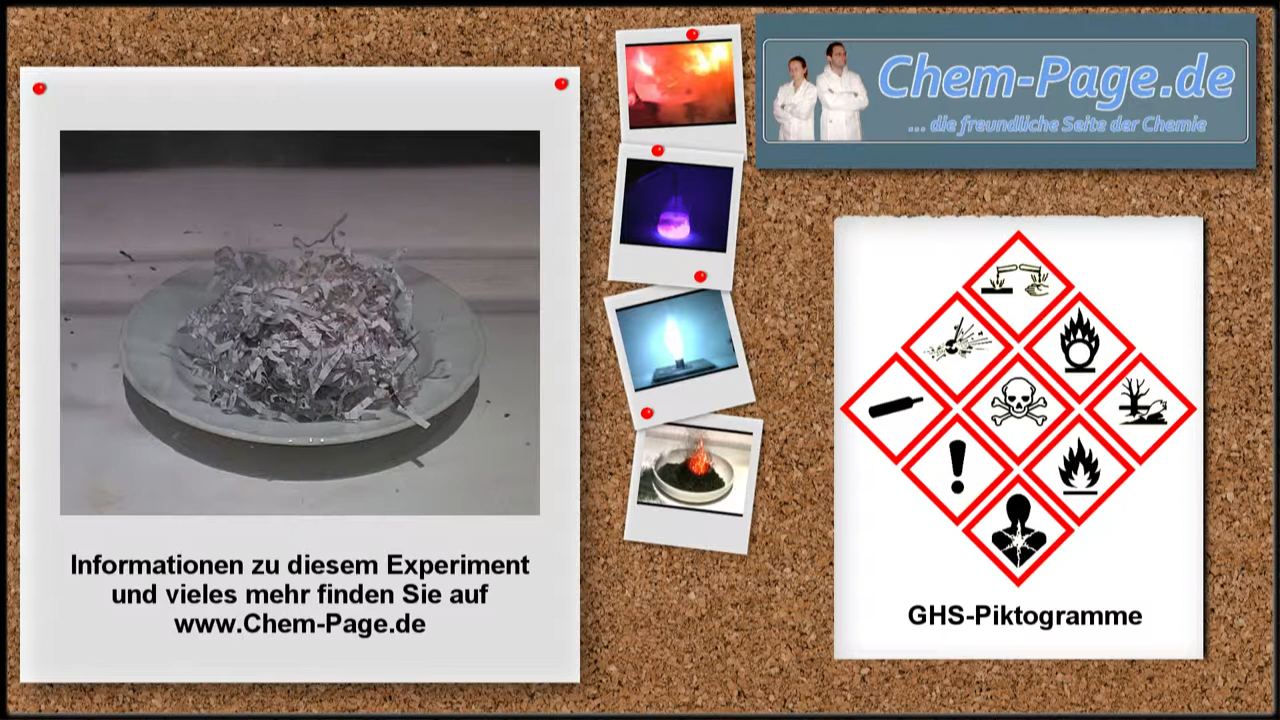 Chem-Page.de
... die freundliche Seite der Chemie
Informationen zu diesem Experiment
und vieles mehr finden Sie auf
www.Chem-Page.de
GHS-Piktogramme